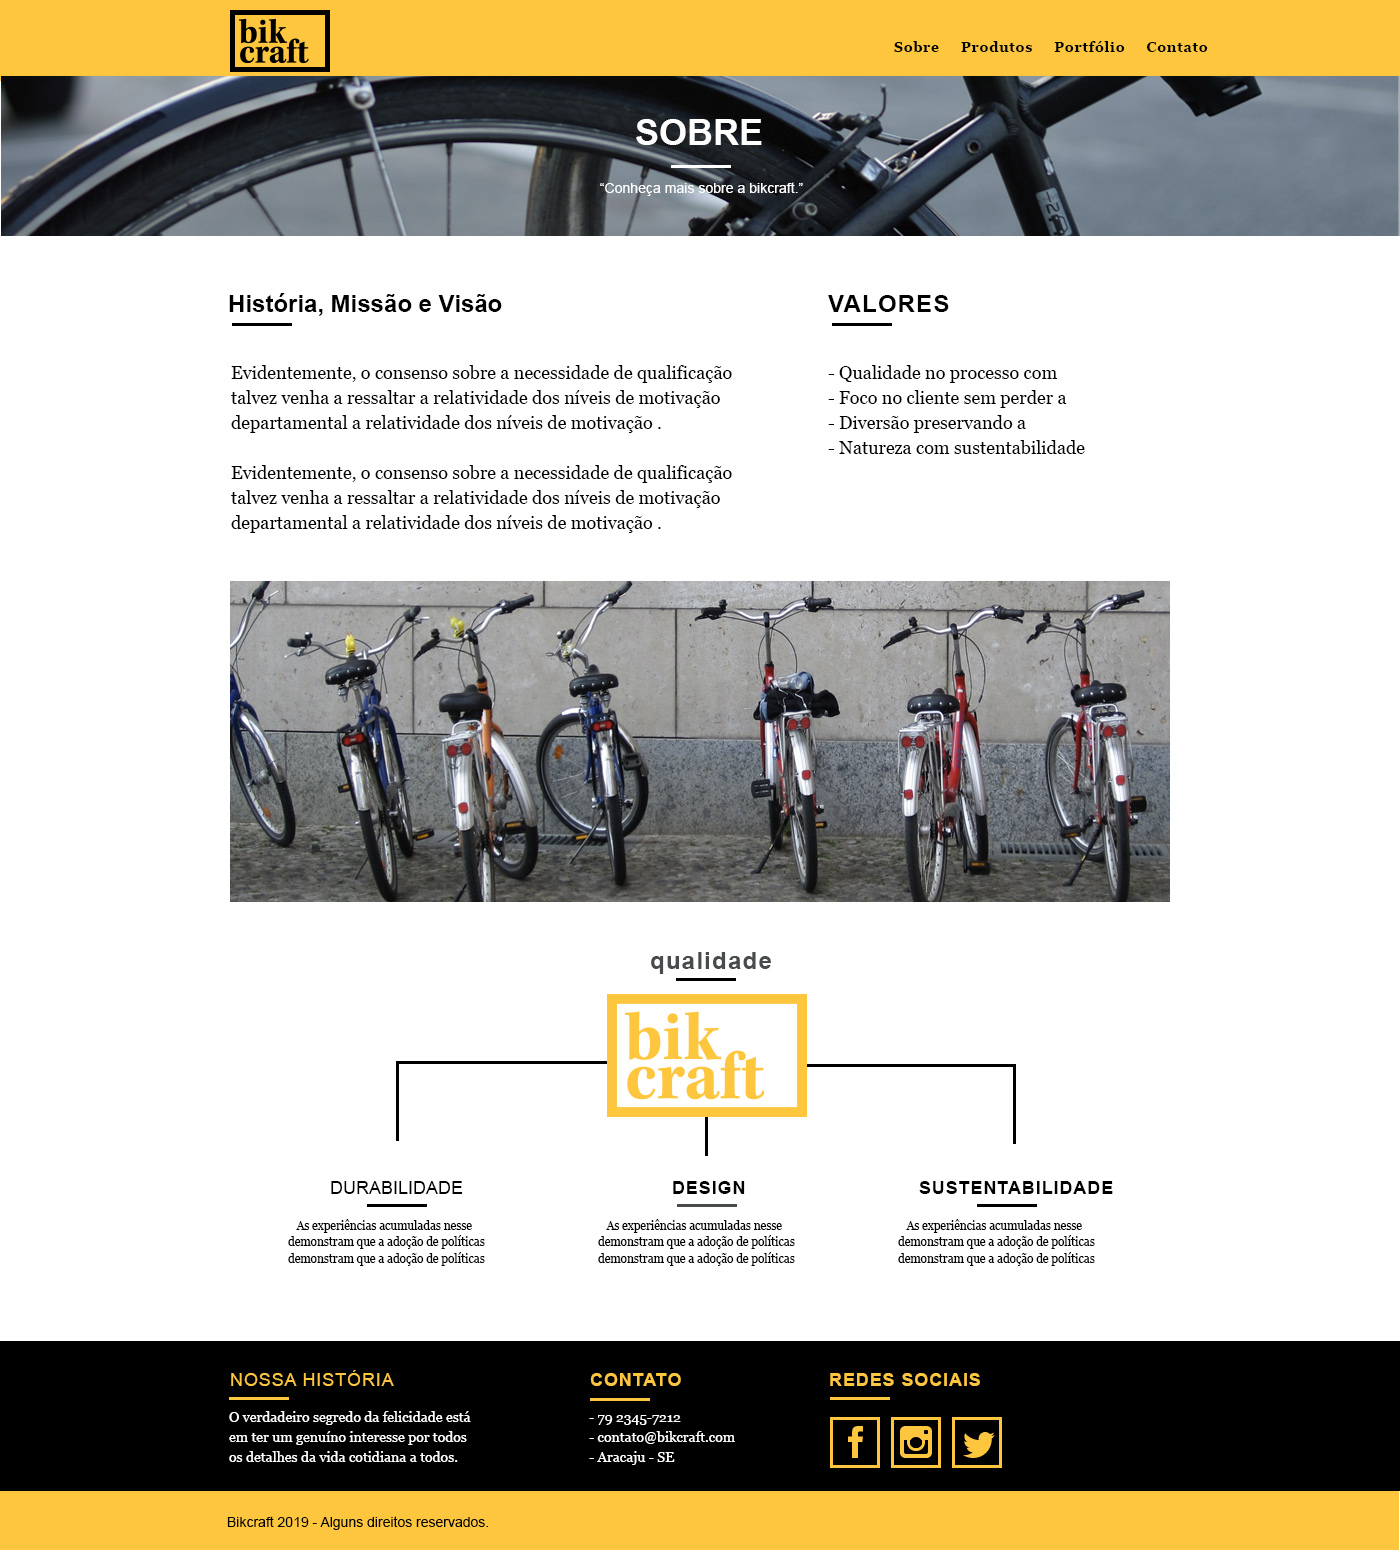 bik
craft
Sobre Produtos Portfólio Contato
SOBRE
“Conheça mais sobre a bikcraft.”
História, Missão e Visão
Evidentemente, o consenso sobre a necessidade de qualificação
talvez venha a ressaltar a relatividade dos níveis de motivação
departamental a relatividade dos níveis de motivação .
Evidentemente, o consenso sobre a necessidade de qualificação
talvez venha a ressaltar a relatividade dos níveis de motivação
departamental a relatividade dos níveis de motivação .
VALORES
- Qualidade no processo com
- Foco no cliente sem perder a
- Diversão preservando a
- Natureza com sustentabilidade
qualidade
bik
craft
DURABILIDADE
As experiências acumuladas nesse
demonstram que a adoção de políticas
demonstram que a adoção de políticas
DESIGN
As experiências acumuladas nesse
demonstram que a adoção de políticas
demonstram que a adoção de políticas
SUSTENTABILIDADE
As experiências acumuladas nesse
demonstram que a adoção de políticas
demonstram que a adoção de políticas
NOSSA HISTÓRIA
O verdadeiro segredo da felicidade está
em ter um genuíno interesse por todos
os detalhes da vida cotidiana a todos.
CONTATO
- 79 2345-7212
- contato@bikcraft.com
- Aracaju - SE
REDES SOCIAIS
Bikcraft 2019 - Alguns direitos reservados.